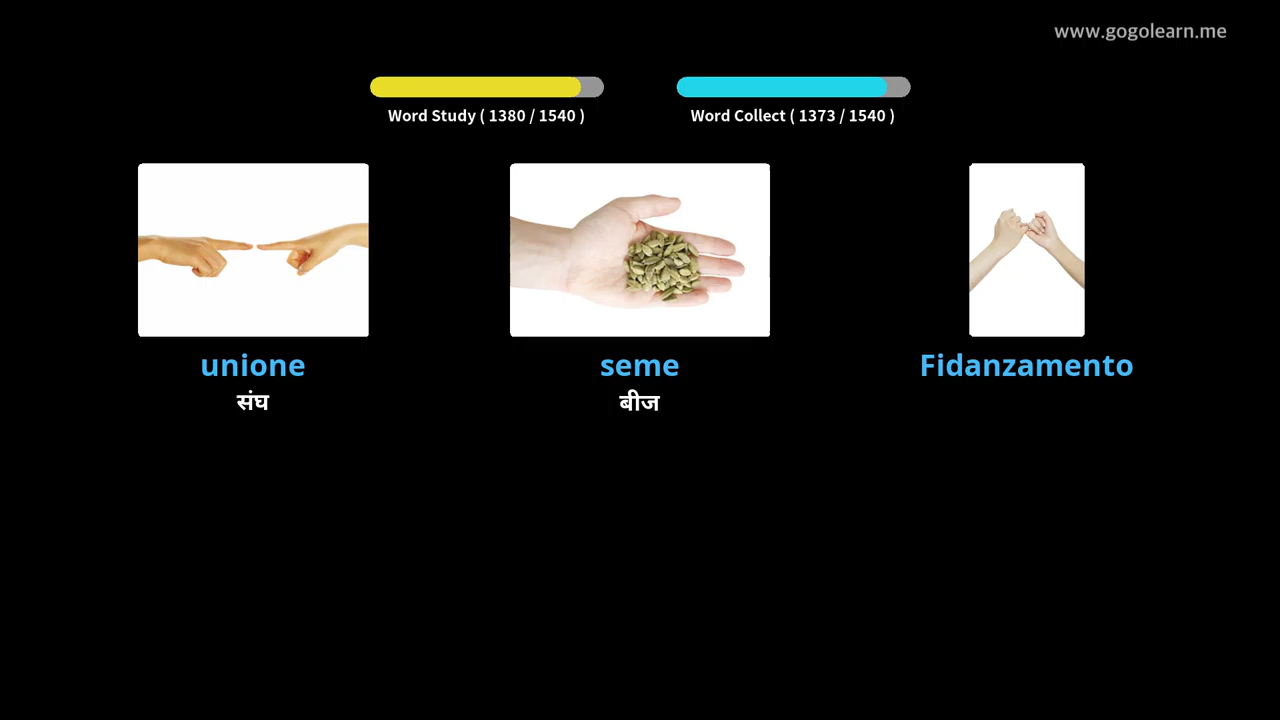 www.gogolearn.me
Word Study ( 1380 / 1540 )
Word Collect ( 1373 / 1540 )
unione
संघ
seme
बीज
Fidanzamento